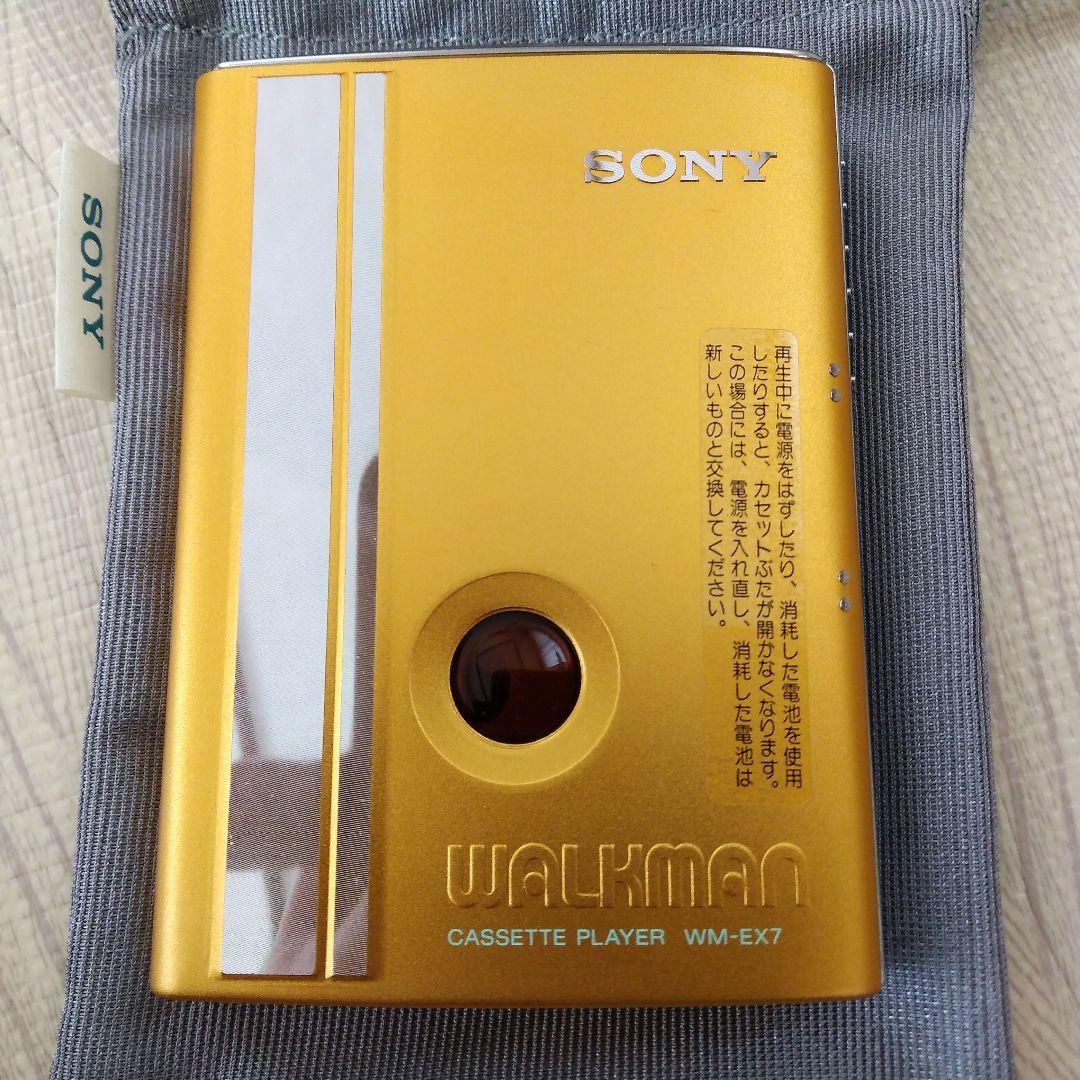 SONY
SONY
再生中に電源をはずしたり、消耗した電池を使用
したりすると、カセットぶたが開かなくなります。
この場合には、電源を入れ直し、消耗した電池は
新しいものと交換してください。
WALKMAN
CASSETTE PLAYER WM-EX7